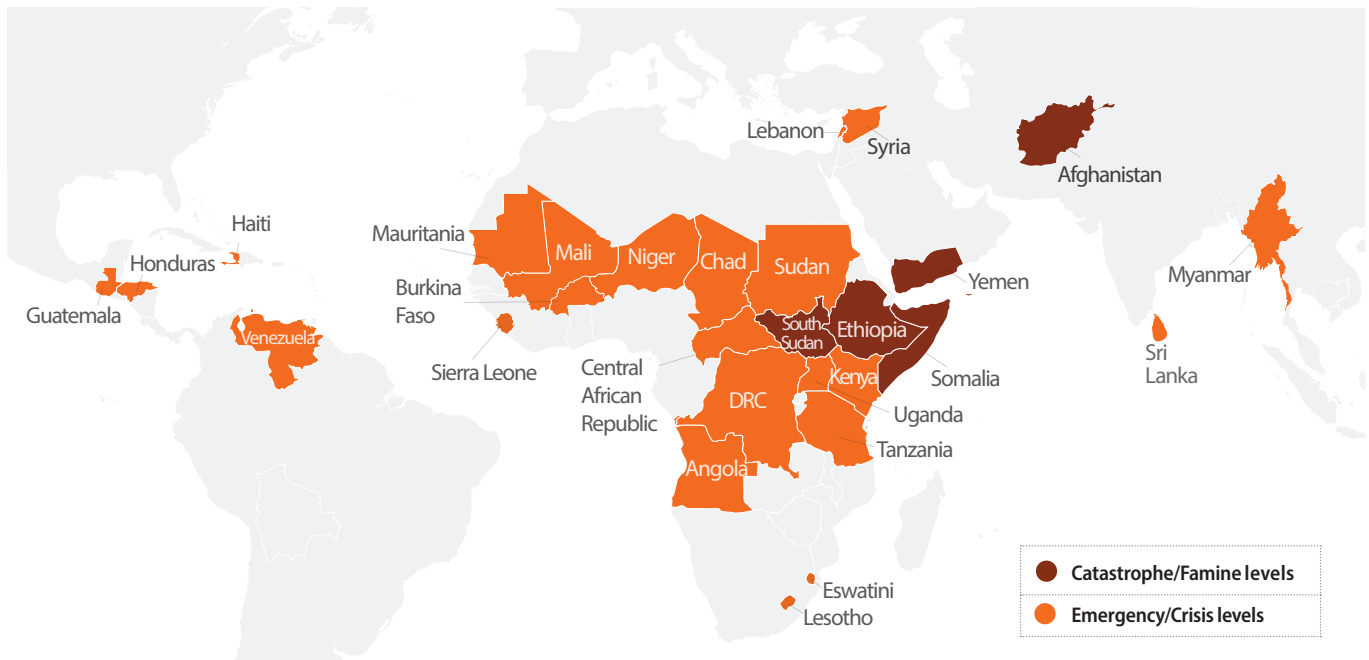 Lebanon
Syria
Afghanistan
Haiti
Mauritania
Honduras
Mali
Niger
Chad
Sudan
Yemen
Myanmar
Burkina
Faso
Guatemala
Venezuela
South
Sudan
Ethiopia
Sierra Leone
Central
African
Republic
Kenya
Somalia
Sri
Lanka
DRC
Uganda
Tanzania
Angola
Eswatini
Lesotho
Catastrophe/Famine levels
Emergency/Crisis levels